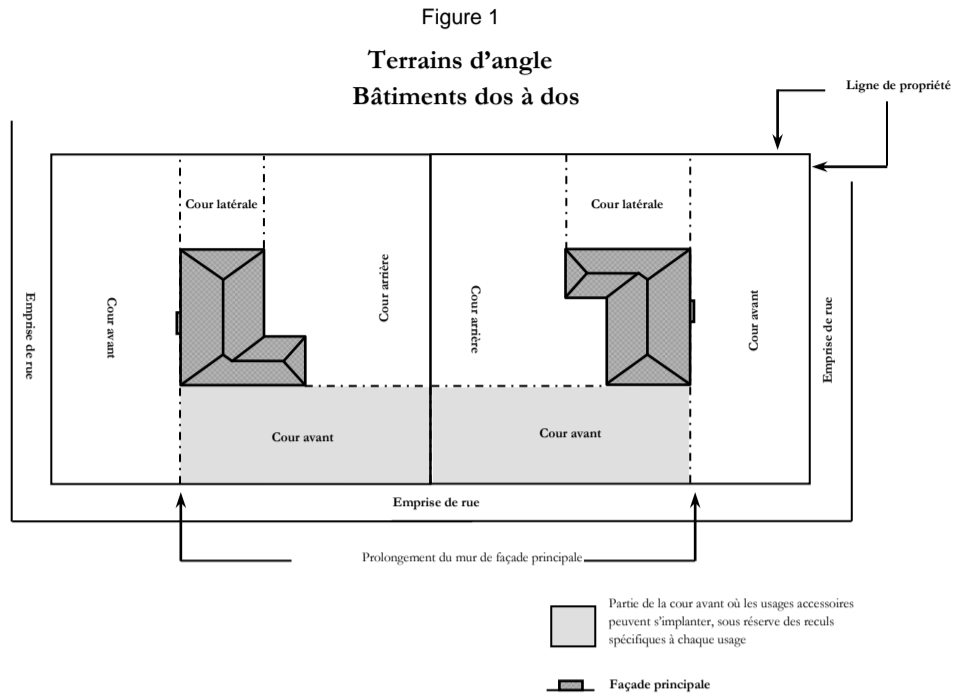 Figure 1
Terrains d’angle
Bâtiments dos à dos
Ligne de propriété
Cour latérale
Cour latérale
Emprise de rue
Cour avant
Cour arrière
Cour arrière
Cour avant
Emprise de rue
Cour avant
Cour avant
Emprise de rue
Prolongement du mur de façade principale
Partie de la cour avant où les usages accessoires
peuvent s’implanter, sous réserve des reculs
spécifiques à chaque usage
Façade principale